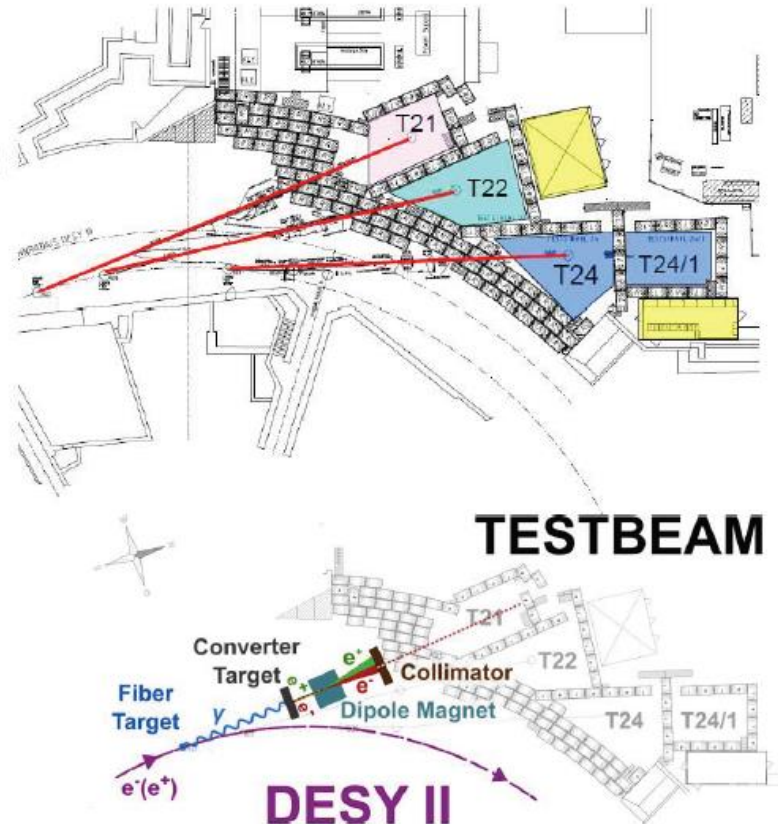 T21
T22
T24
T24/1
TESTBEAM
T21
Converter
Target
e⁺
T22
Fiber
Target
e⁺
e⁻
e⁻
Collimator
γ
Dipole Magnet
T24
T24/1
e⁻(e⁺)
DESY II